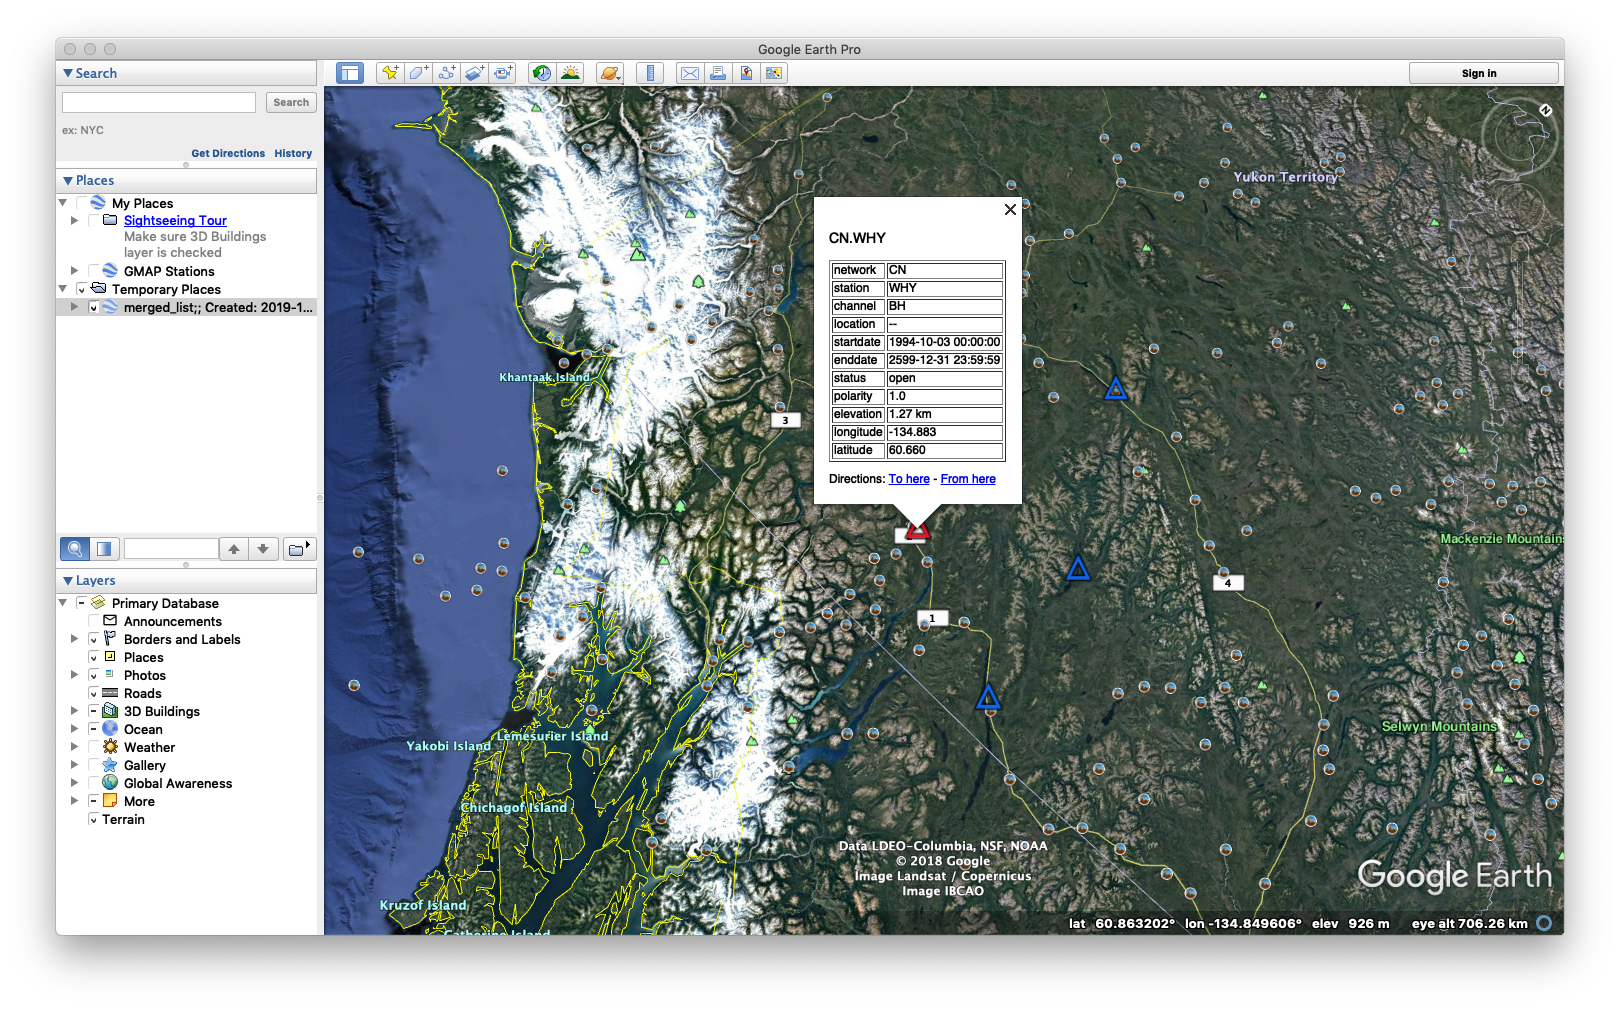 Google Earth Pro
Search
Search
ex: NYC
Get Directions History
Places
My Places
Sightseeing Tour
Make sure 3D Buildings
layer is checked
GMAP Stations
Temporary Places
merged_list;; Created: 2019-1...
Layers
Primary Database
Announcements
Borders and Labels
Places
Photos
Roads
3D Buildings
Ocean
Weather
Gallery
Global Awareness
More
Terrain
Sign in
N
Yukon Territory
CN.WHY
network CN
station WHY
channel BH
location --
startdate 1994-10-03 00:00:00
enddate 2599-12-31 23:59:59
status open
polarity 1.0
elevation 1.27 km
longitude -134.883
latitude 60.660
Directions: To here - From here
Khantaak Island
3
Mackenzie Mountains
4
1
Selwyn Mountains
Yakobi Island
Lemesurier Island
Chichagof Island
Kruzof Island
Catherine Island
Data LDEO-Columbia, NSF, NOAA
© 2018 Google
Image Landsat / Copernicus
Image IBCAO
Google Earth
lat 60.863202° lon -134.849606° elev 926 m eye alt 706.26 km